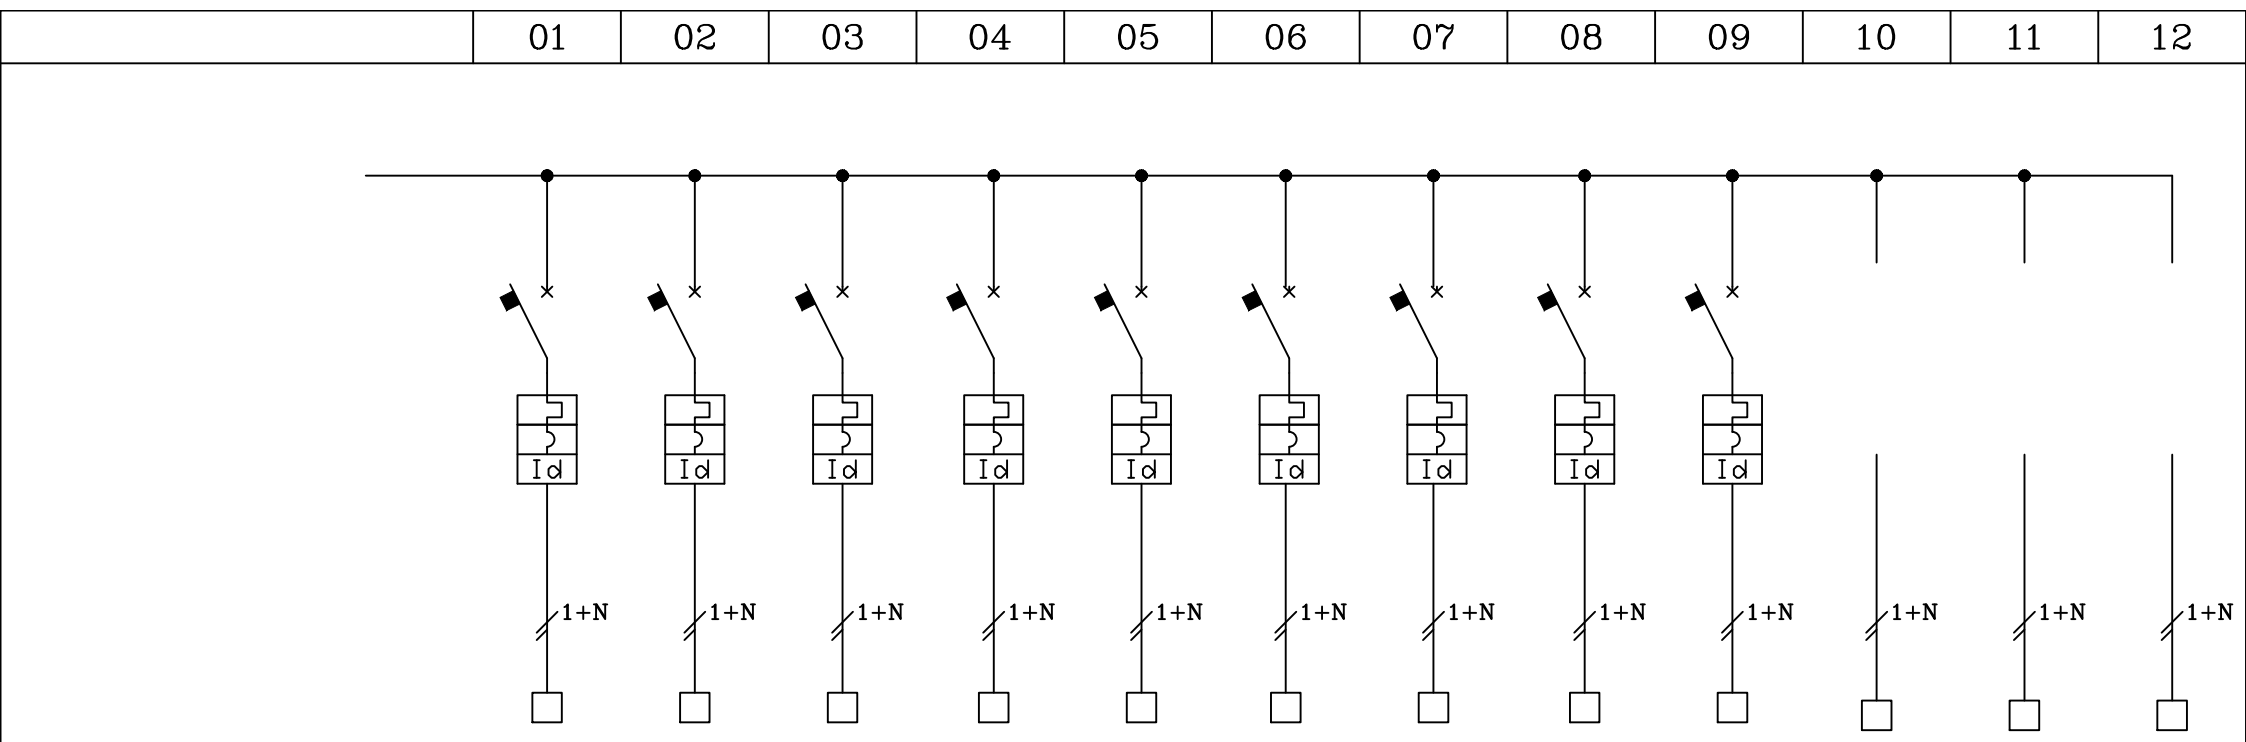 01 02 03 04 05 06 07 08 09 10 11 12
Id Id Id Id Id Id Id Id Id
1+N 1+N 1+N 1+N 1+N 1+N 1+N 1+N 1+N 1+N 1+N 1+N